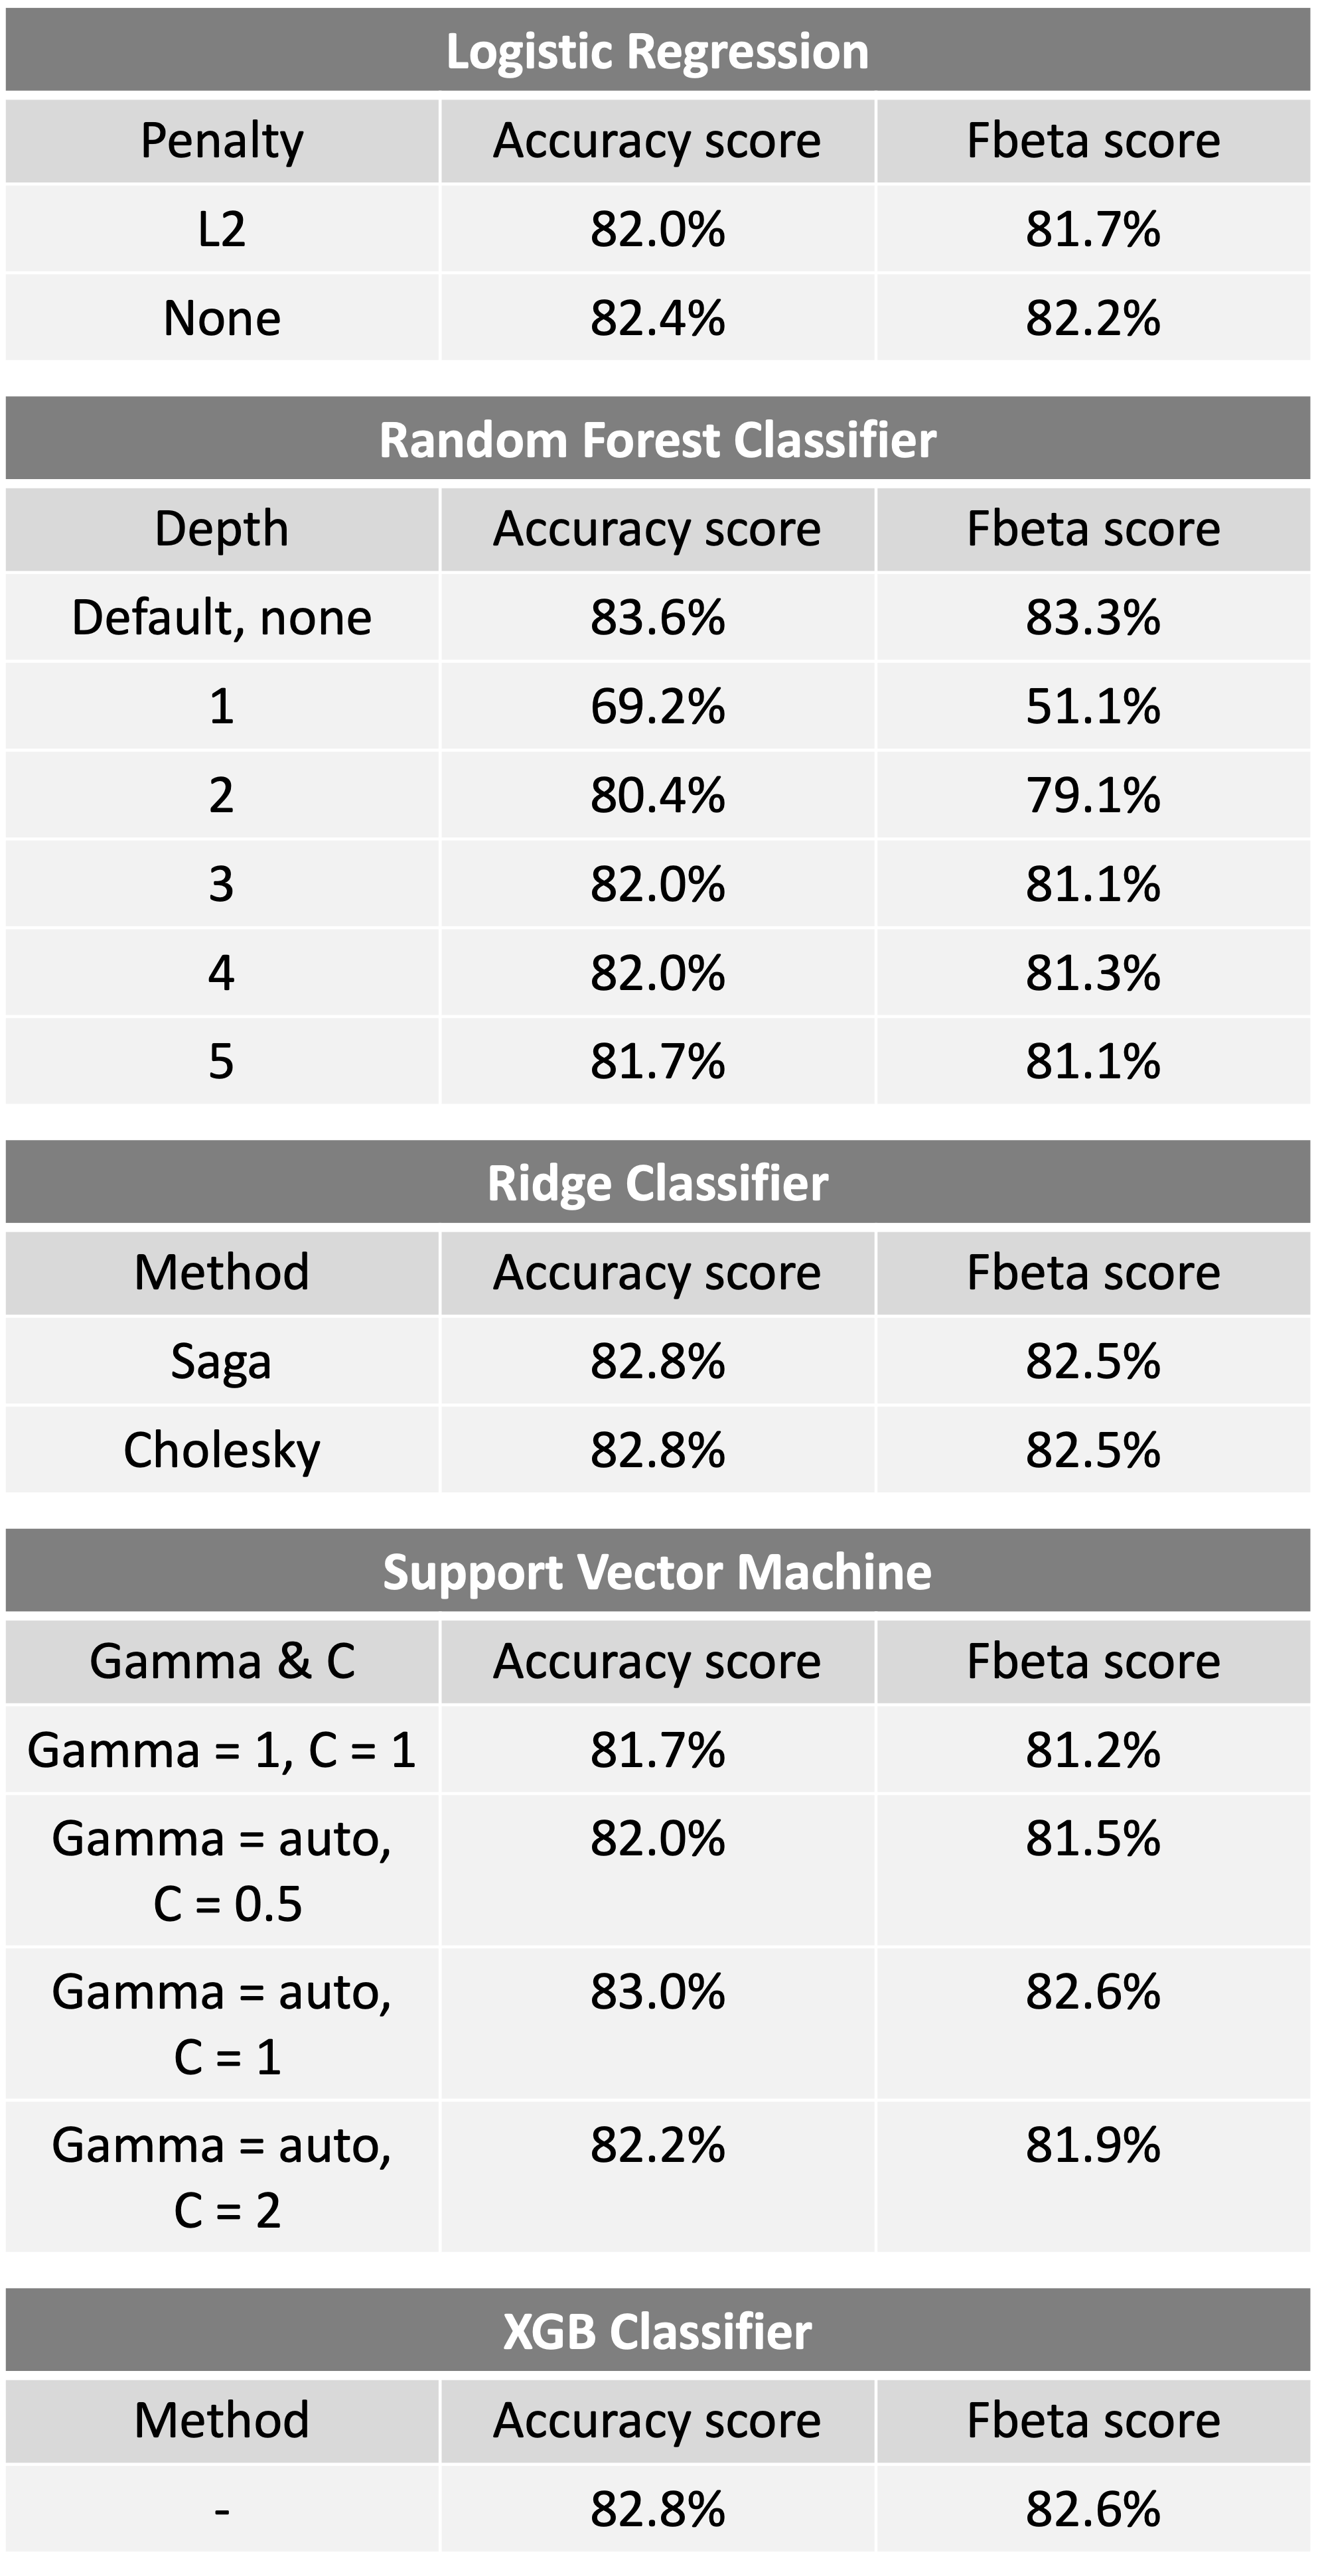 Logistic Regression
Penalty Accuracy score Fbeta score
L2 82.0% 81.7%
None 82.4% 82.2%
Random Forest Classifier
Depth Accuracy score Fbeta score
Default, none 83.6% 83.3%
1 69.2% 51.1%
2 80.4% 79.1%
3 82.0% 81.1%
4 82.0% 81.3%
5 81.7% 81.1%
Ridge Classifier
Method Accuracy score Fbeta score
Saga 82.8% 82.5%
Cholesky 82.8% 82.5%
Support Vector Machine
Gamma & C Accuracy score Fbeta score
Gamma = 1, C = 1 81.7% 81.2%
Gamma = auto, 82.0% 81.5%
C = 0.5
Gamma = auto, 83.0% 82.6%
C = 1
Gamma = auto, 82.2% 81.9%
C = 2
XGB Classifier
Method Accuracy score Fbeta score
- 82.8% 82.6%